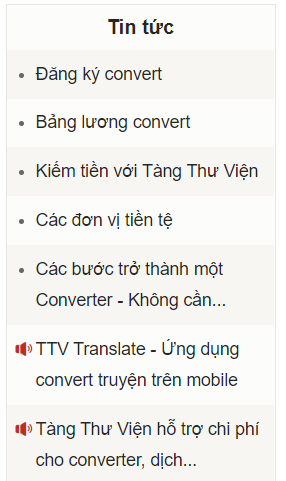 Tin tức
Đăng ký convert
Bảng lương convert
Kiếm tiền với Tàng Thư Viện
Các đơn vị tiền tệ
Các bước trở thành một
Converter - Không cần...
TTV Translate - Ứng dụng
convert truyện trên mobile
Tàng Thư Viện hỗ trợ chi phí
cho converter, dịch...